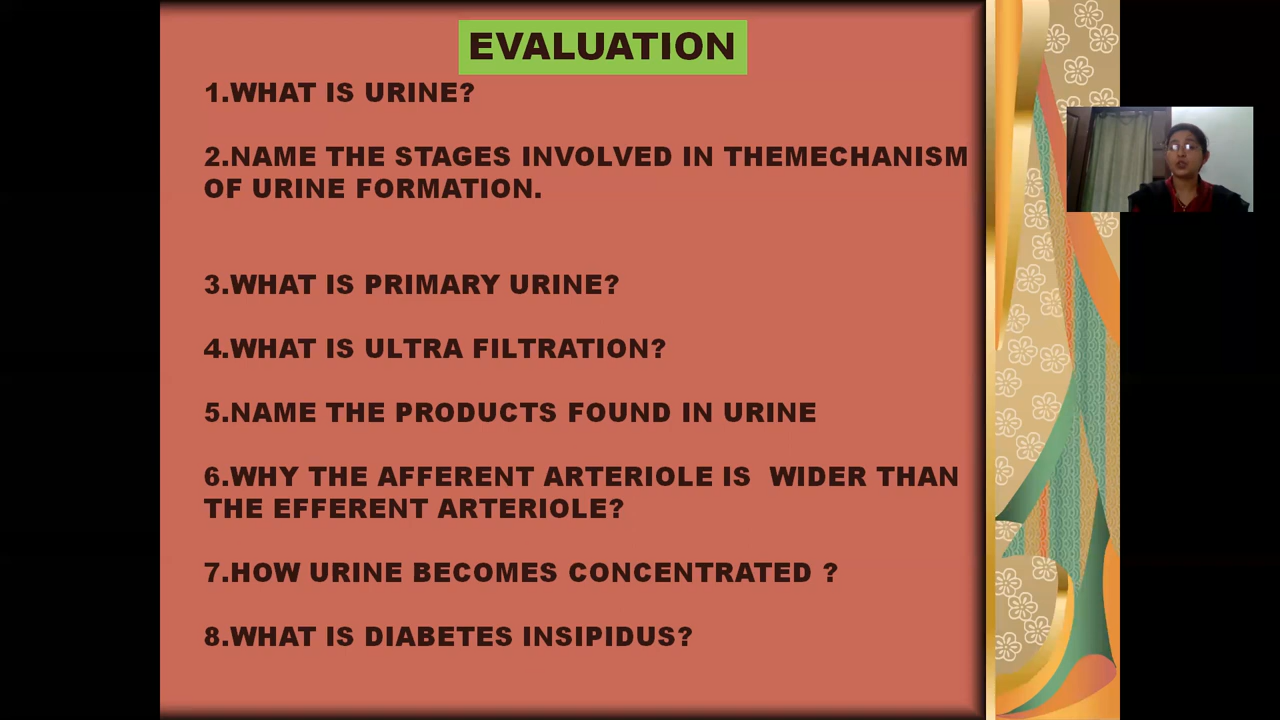 EVALUATION
1.WHAT IS URINE?
2.NAME THE STAGES INVOLVED IN THEMECHANISM
OF URINE FORMATION.
3.WHAT IS PRIMARY URINE?
4.WHAT IS ULTRA FILTRATION?
5.NAME THE PRODUCTS FOUND IN URINE
6.WHY THE AFFERENT ARTERIOLE IS  WIDER THAN
THE EFFERENT ARTERIOLE?
7.HOW URINE BECOMES CONCENTRATED ?
8.WHAT IS DIABETES INSIPIDUS?